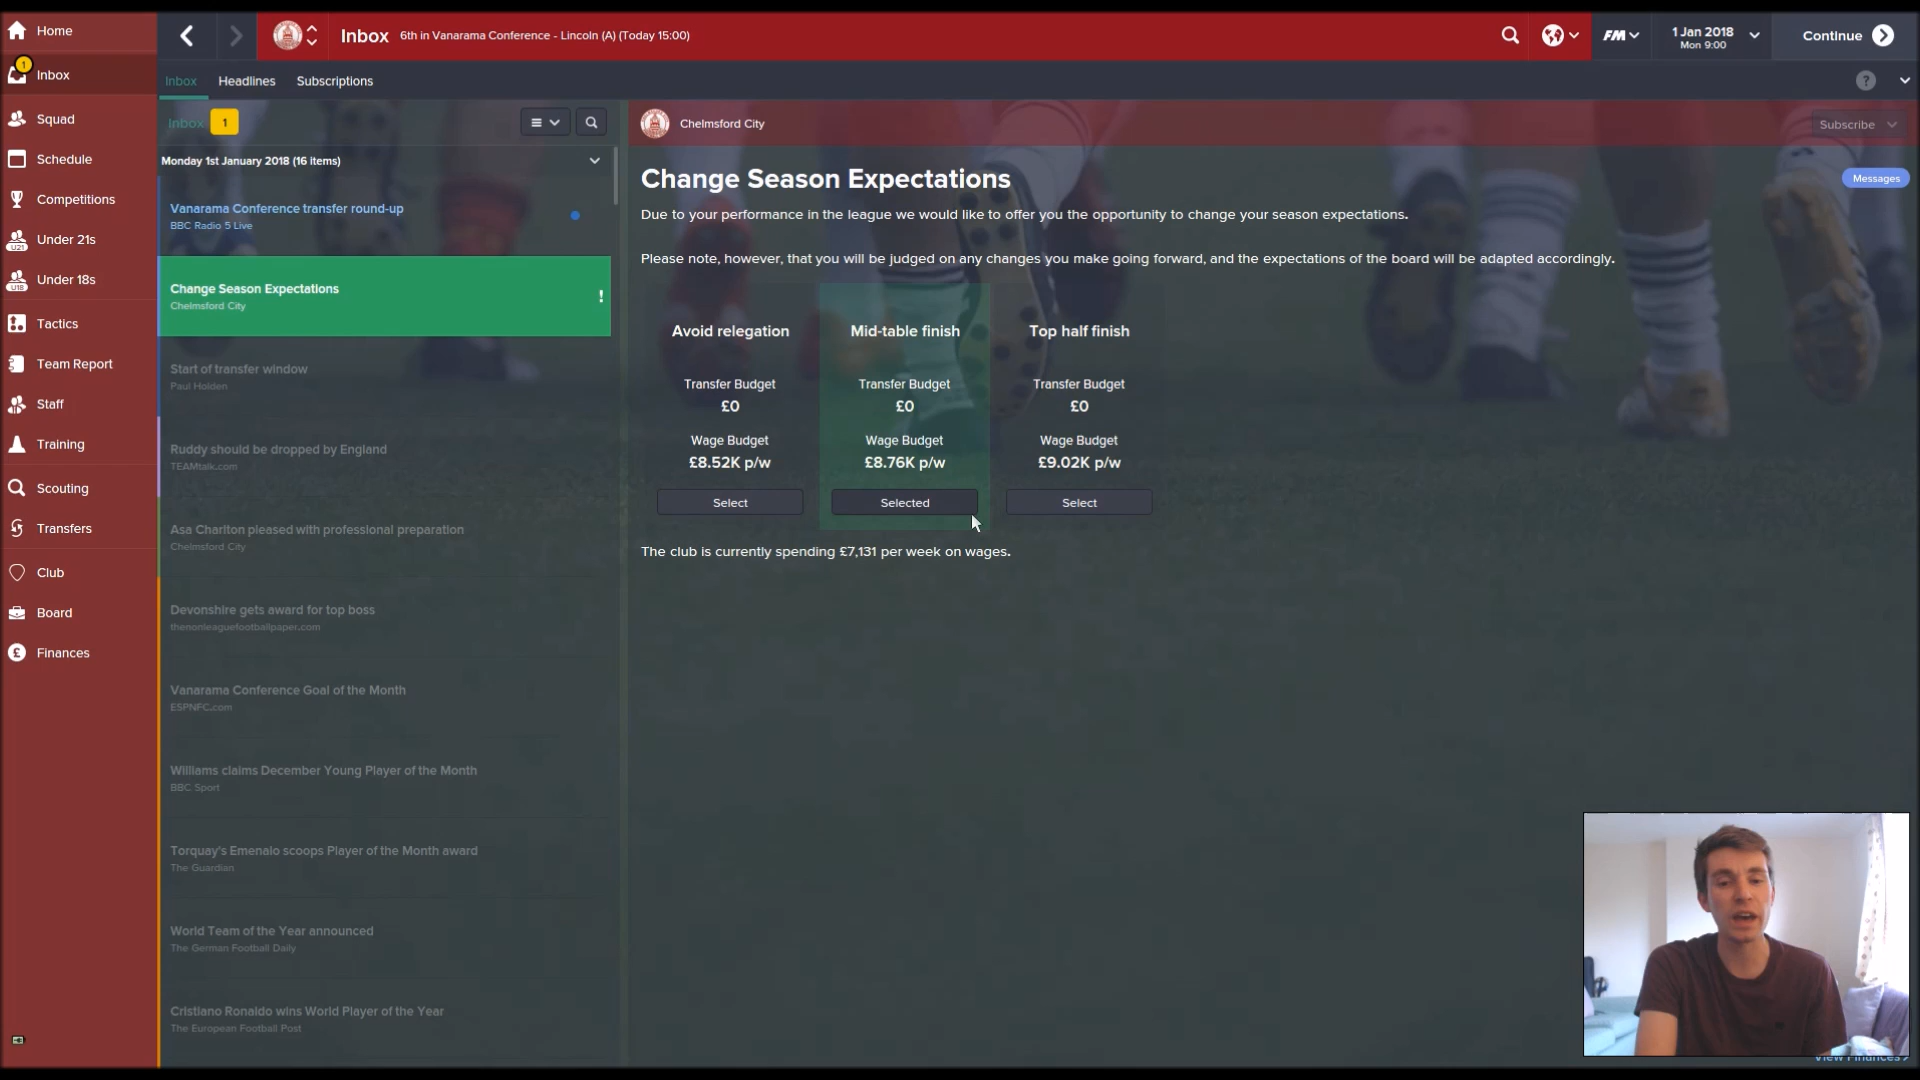 Home
Inbox
1
Squad
Schedule
Competitions
Under 21s
Under 18s
Tactics
Team Report
Staff
Training
Scouting
Transfers
Club
Board
Finances
Inbox 6th in Vanarama Conference - Lincoln (A) (Today 15:00)
FM
1 Jan 2018
Mon 9:00
Continue
Inbox Headlines Subscriptions
?
Inbox 1
Monday 1st January 2018 (16 items)
Vanarama Conference transfer round-up
BBC Radio 5 Live
Change Season Expectations
Chelmsford City
!
Start of transfer window
Paul Holden
Ruddy should be dropped by England
TEAMtalk.com
Asa Charlton pleased with professional preparation
Chelmsford City
Devonshire gets award for top boss
thenonleaguefootballpaper.com
Vanarama Conference Goal of the Month
ESPNFC.com
Williams claims December Young Player of the Month
BBC Sport
Torquay's Emenalo scoops Player of the Month award
The Guardian
World Team of the Year announced
The German Football Daily
Cristiano Ronaldo wins World Player of the Year
The European Football Post
Chelmsford City
Subscribe
Change Season Expectations
Messages
Due to your performance in the league we would like to offer you the opportunity to change your season expectations.
Please note, however, that you will be judged on any changes you make going forward, and the expectations of the board will be adapted accordingly.
Avoid relegation Mid-table finish Top half finish
Transfer Budget Transfer Budget Transfer Budget
£0 £0 £0
Wage Budget Wage Budget Wage Budget
£8.52K p/w £8.76K p/w £9.02K p/w
Select Selected Select
The club is currently spending £7,131 per week on wages.
View Finances